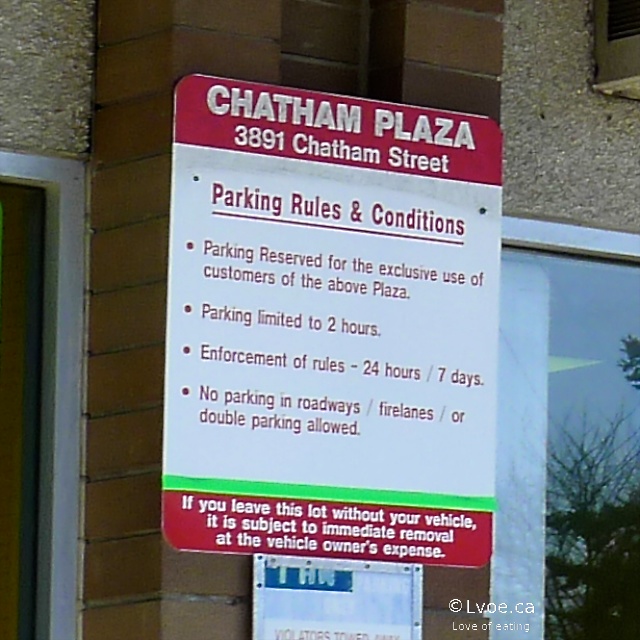 CHATHAM PLAZA
3891 Chatham Street
Parking Rules & Conditions
• Parking Reserved for the exclusive use of
customers of the above Plaza.
• Parking limited to 2 hours.
• Enforcement of rules - 24 hours / 7 days.
• No parking in roadways / firelanes / or
double parking allowed.
If you leave this lot without your vehicle,
it is subject to immediate removal
at the vehicle owner's expense.
VIOLATORS TOWED AWAY
©Lvoe.ca
Love of eating